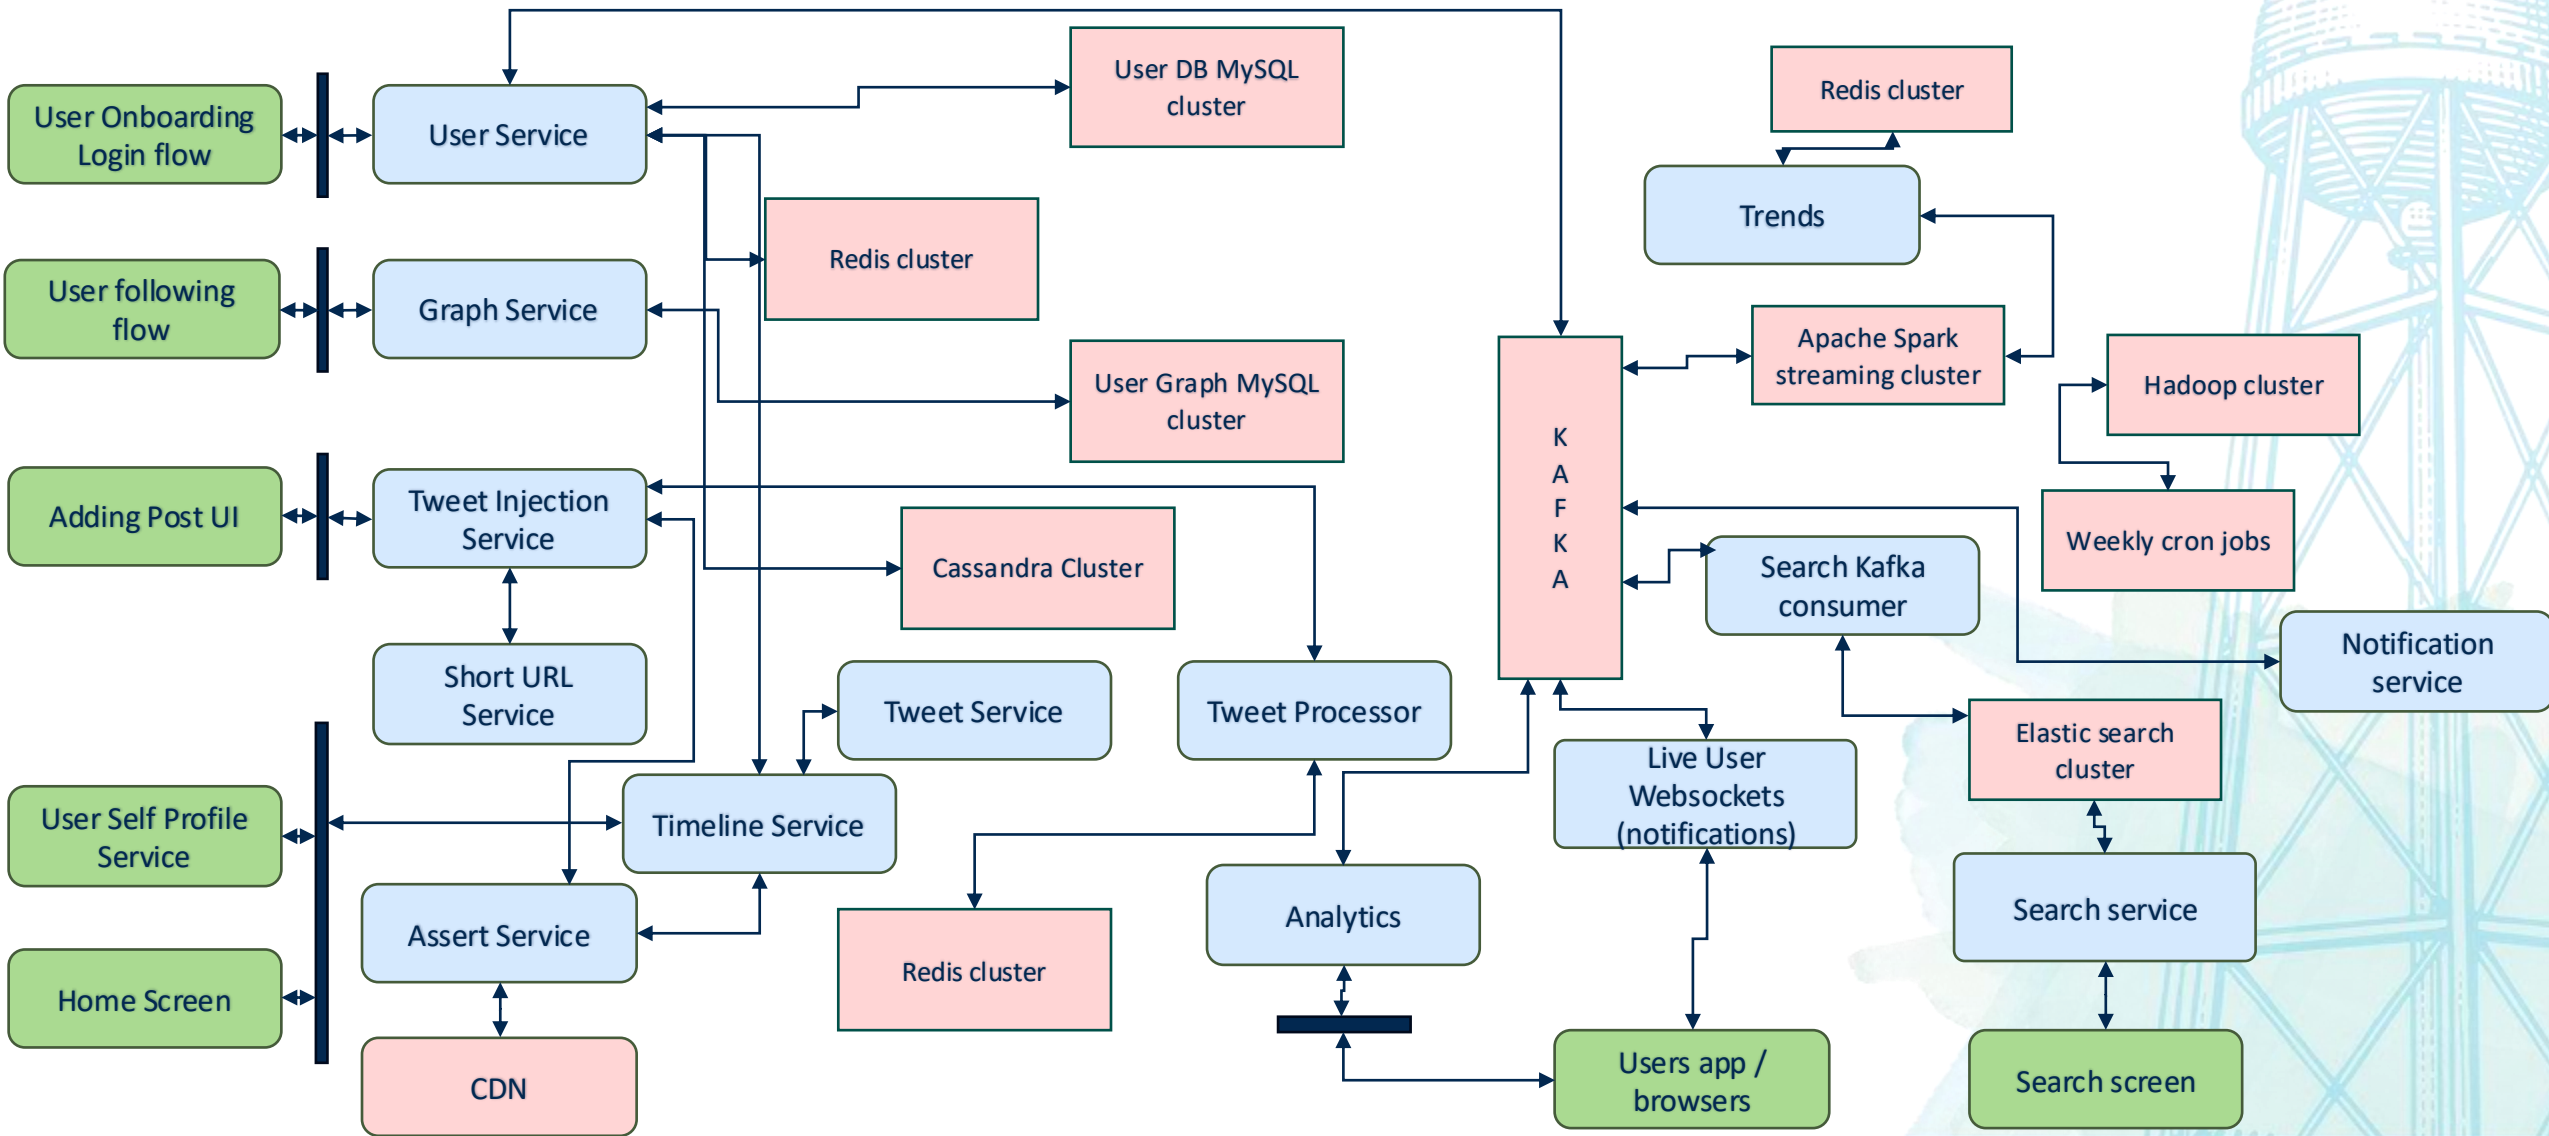 User DB MySQL
cluster
Redis cluster
User Onboarding
Login flow
User Service
Trends
Redis cluster
User following
flow
Graph Service
Apache Spark
streaming cluster
User Graph MySQL
cluster
Hadoop cluster
K
A
F
K
A
Adding Post UI
Tweet Injection
Service
Cassandra Cluster
Search Kafka
consumer
Weekly cron jobs
Notification
service
Short URL
Service
Tweet Service
Tweet Processor
Elastic search
cluster
Live User
Websockets
(notifications)
User Self Profile
Service
Timeline Service
Assert Service
Redis cluster
Analytics
Search service
Home Screen
CDN
Users app /
browsers
Search screen